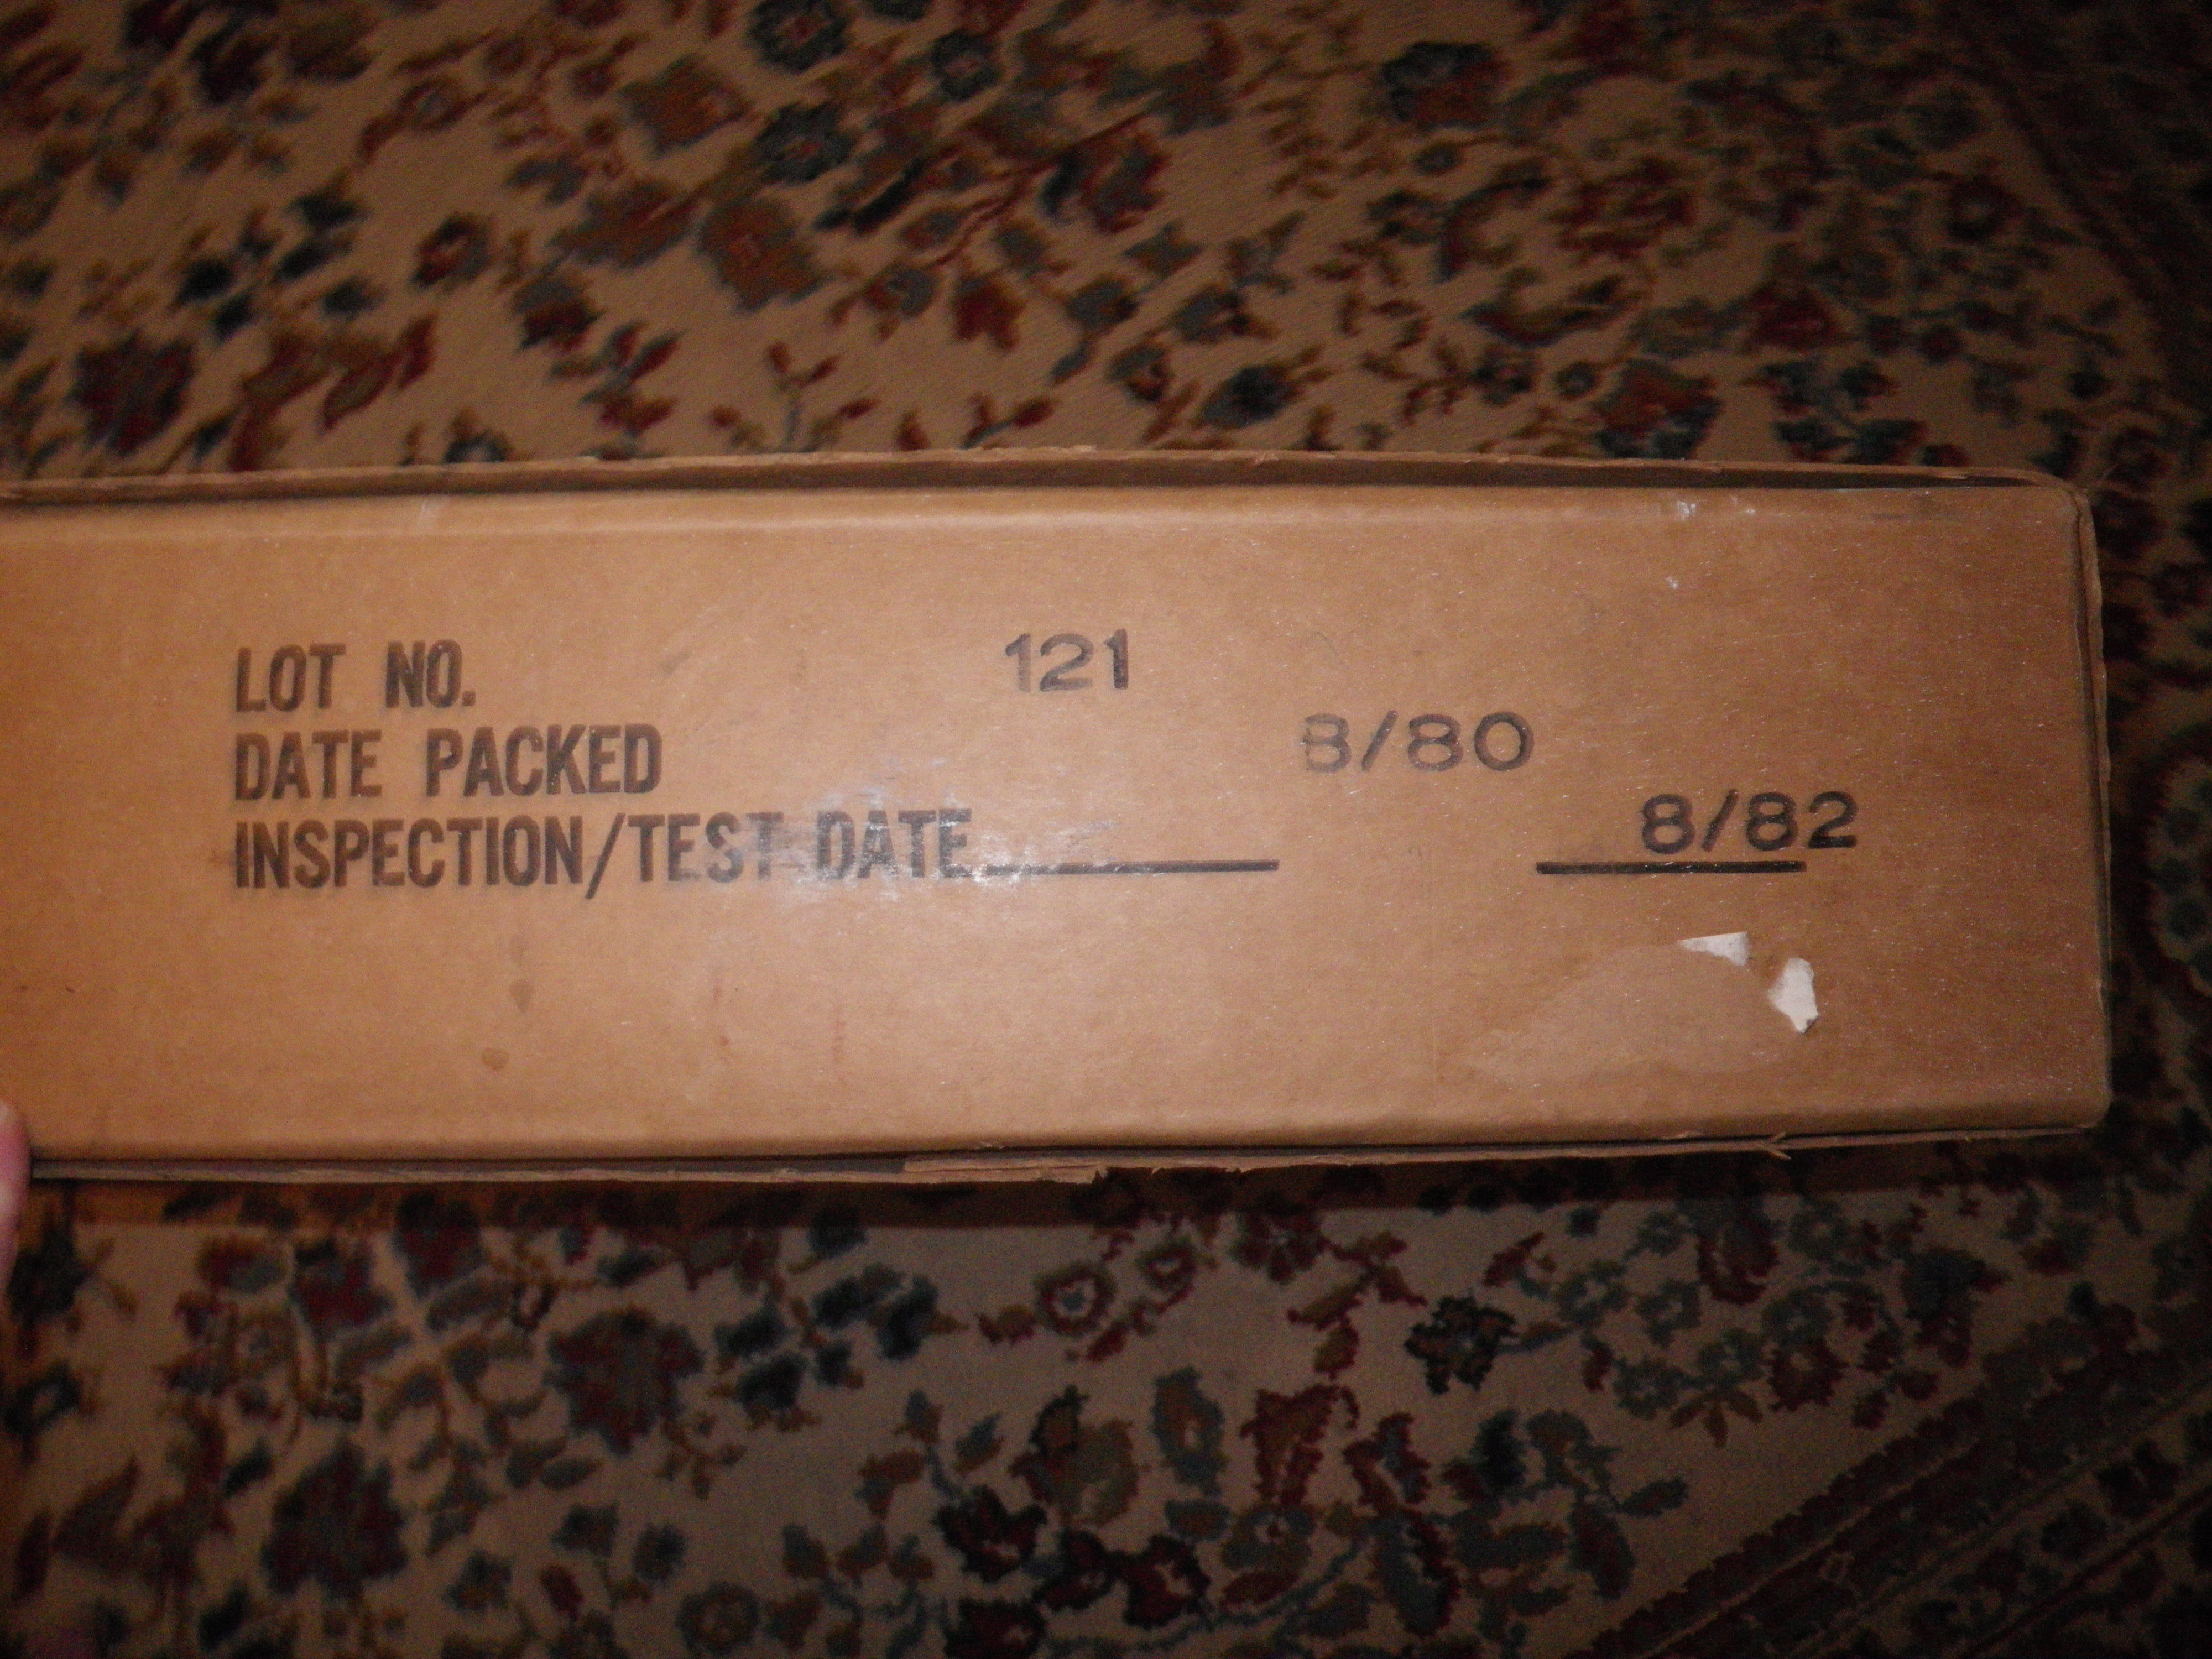 LOT NO. 121
DATE PACKED 8/80
INSPECTION/TEST DATE 8/82